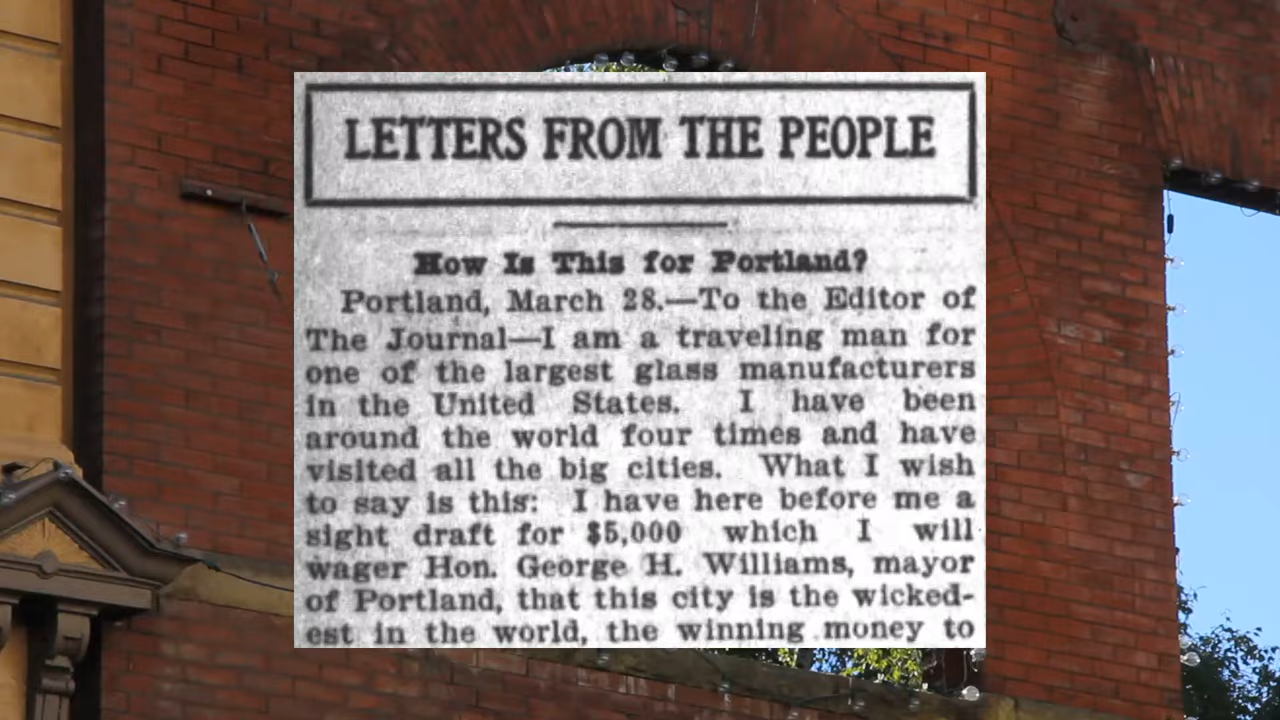 LETTERS FROM THE PEOPLE
How Is This for Portland?
Portland, March 28.—To the Editor of
The Journal—I am a traveling man for
one of the largest glass manufacturers
in the United States. I have been
around the world four times and have
visited all the big cities. What I wish
to say is this: I have here before me a
sight draft for $5,000 which I will
wager Hon. George H. Williams, mayor
of Portland, that this city is the wicked-
est in the world, the winning money to